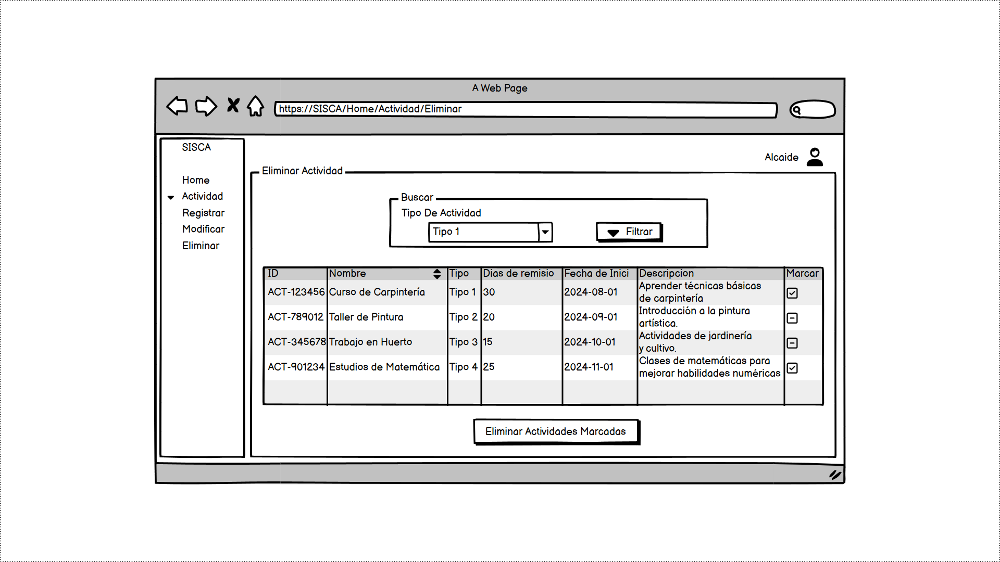 A Web Page
https://SISCA/Home/Actividad/Eliminar
SISCA
Home
Actividad
Registrar
Modificar
Eliminar
Alcaide
Eliminar Actividad
Buscar
Tipo De Actividad
Tipo 1
Filtrar
ID Nombre Tipo Dias de remisio Fecha de Inici Descripcion Marcar
ACT-123456 Curso de Carpintería Tipo 1 30 2024-08-01 Aprender técnicas básicas
de carpintería
ACT-789012 Taller de Pintura Tipo 2 20 2024-09-01 Introducción a la pintura
artística.
ACT-345678 Trabajo en Huerto Tipo 3 15 2024-10-01 Actividades de jardinería
y cultivo.
ACT-901234 Estudios de Matemática Tipo 4 25 2024-11-01 Clases de matemáticas para
mejorar habilidades numéricas
Eliminar Actividades Marcadas